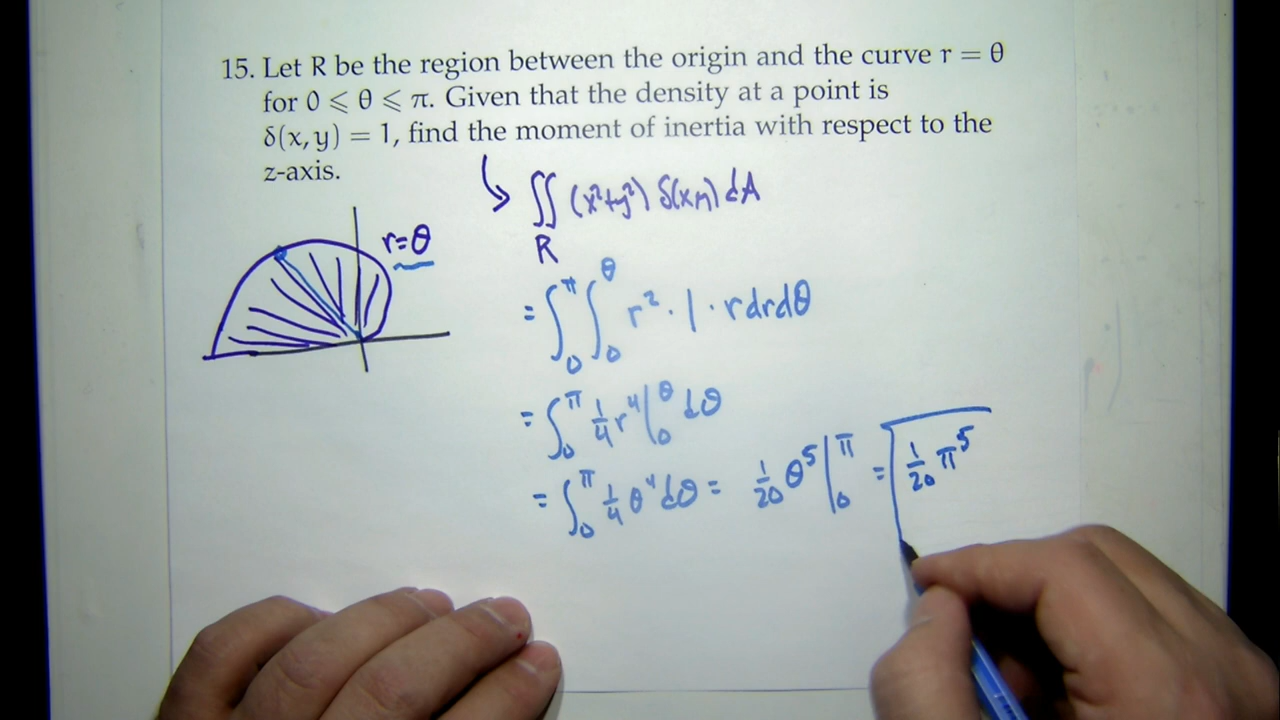 15. Let R be the region between the origin and the curve r = θ
for 0 ⩽ θ ⩽ π. Given that the density at a point is
δ(x, y) = 1, find the moment of inertia with respect to the
z-axis.
∬_R (x²+y²) δ(x,y) dA
r=θ
= ∫_0^π ∫_0^θ r² · 1 · r dr dθ
= ∫_0^π 1/4 r⁴ |_0^θ dθ
= ∫_0^π 1/4 θ⁴ dθ = 1/20 θ⁵ |_0^π = 1/20 π⁵